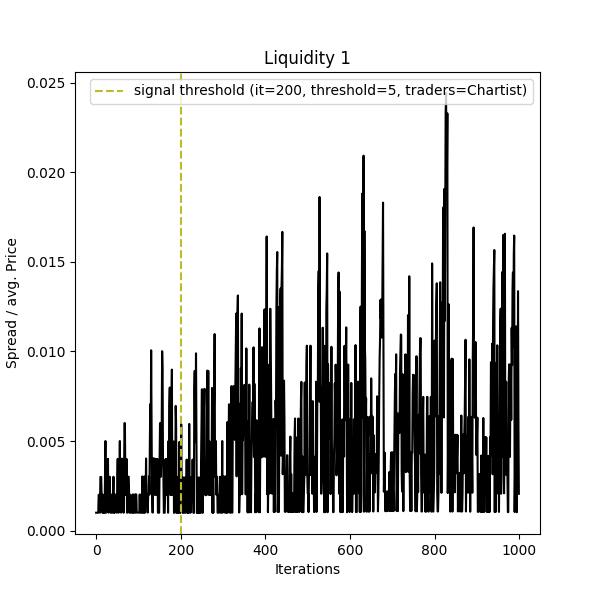 Liquidity 1
signal threshold (it=200, threshold=5, traders=Chartist)
Spread / avg. Price
0.025
0.020
0.015
0.010
0.005
0.000
0 200 400 600 800 1000
Iterations